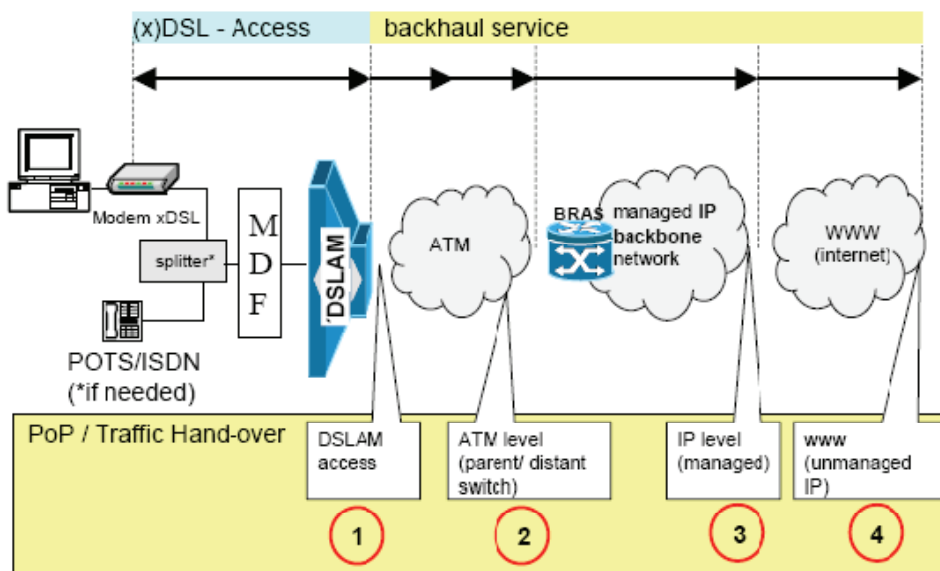 (x)DSL - Access
backhaul service
Modem xDSL
splitter*
POTS/ISDN
(*if needed)
M
D
F
DSLAM
ATM
BRAS
managed IP
backbone
network
WWW
(internet)
PoP / Traffic Hand-over
DSLAM
access
ATM level
(parent/ distant
switch)
IP level
(managed)
www
(unmanaged
IP)
1
2
3
4